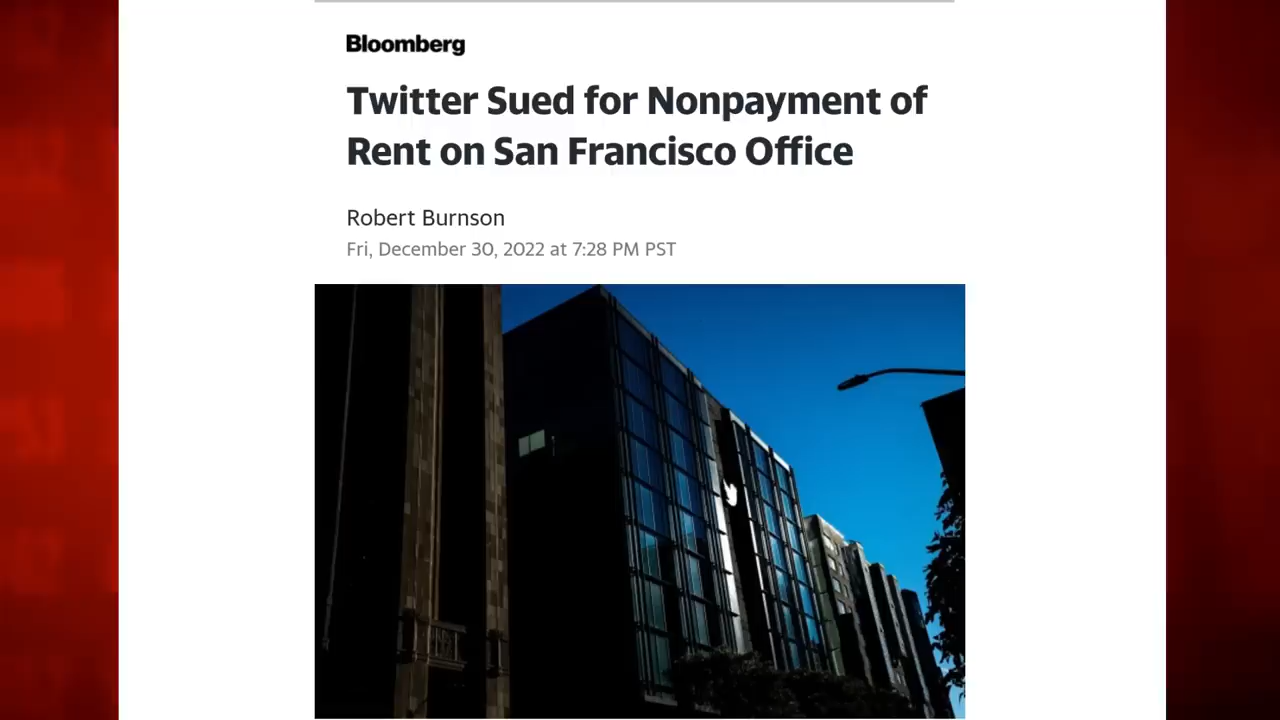 Bloomberg
Twitter Sued for Nonpayment of
Rent on San Francisco Office
Robert Burnson
Fri, December 30, 2022 at 7:28 PM PST